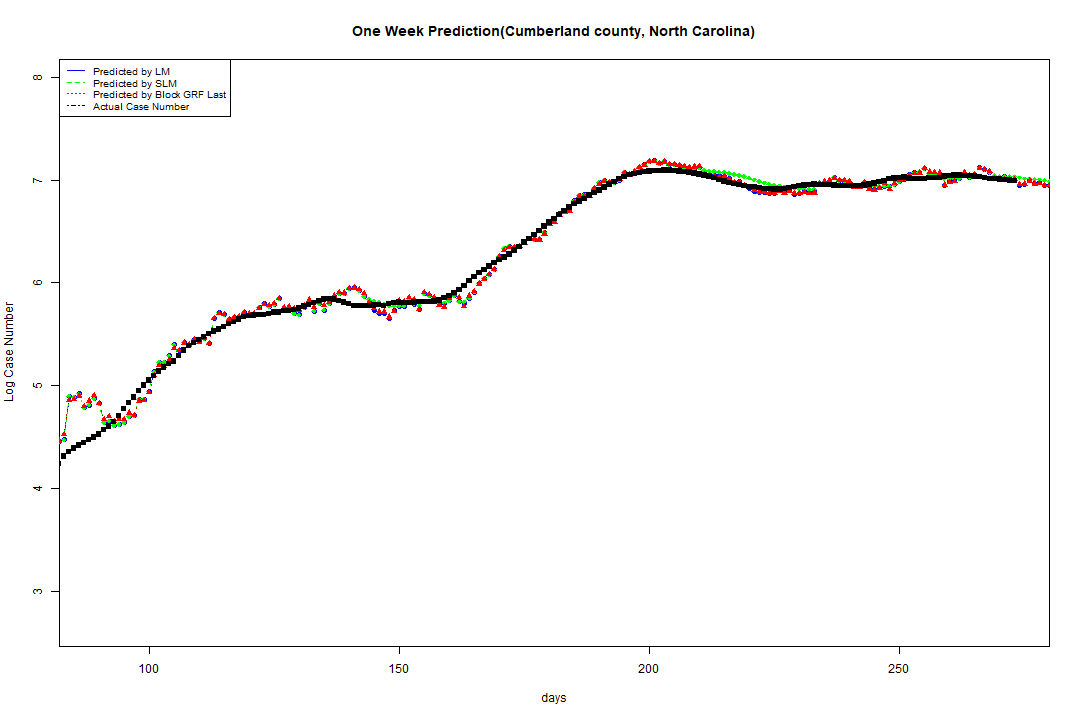 One Week Prediction(Cumberland county, North Carolina)
Predicted by LM
Predicted by SLM
Predicted by Block GRF Last
Actual Case Number
8
7
6
5
4
3
Log Case Number
100 150 200 250
days